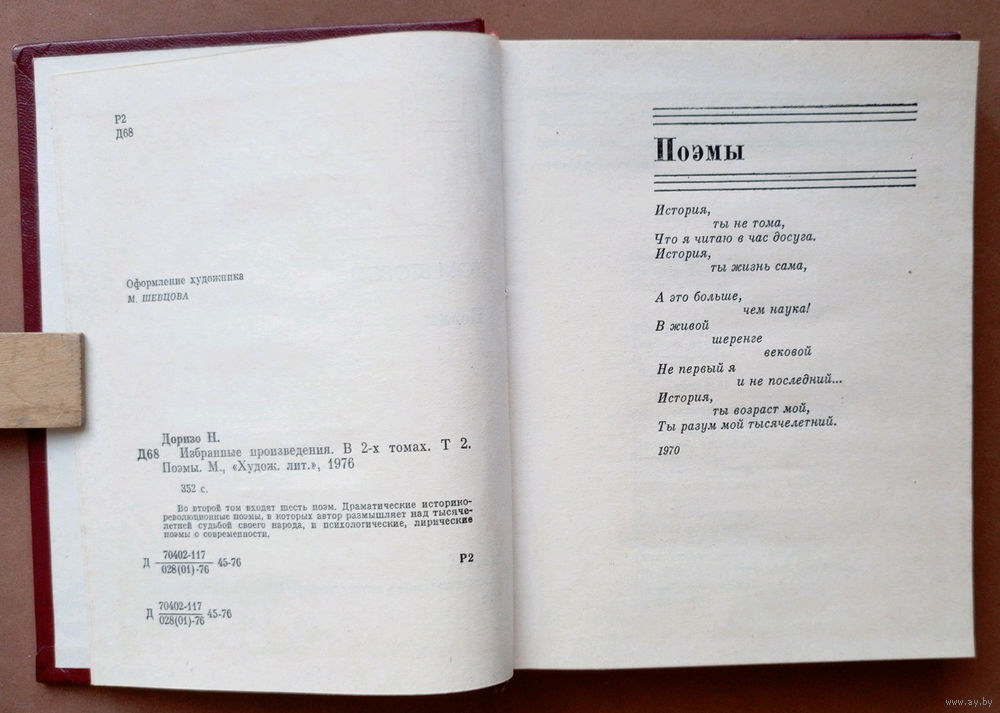 Р2
Д68
Оформление художника
М. ШЕВЦОВА
Доризо Н.
Д68 Избранные произведения. В 2-х томах. Т 2.
Поэмы. М., «Худож. лит.», 1976
352 с.
Во второй том входят шесть поэм. Драматические историко-
революционные поэмы, в которых автор размышляет над тысяче-
летней судьбой своего народа, и психологические, лирические
поэмы о современности.
Д 70402-117 45-76
028(01)-76
Р2
Д 70402-117 45-76
028(01)-76
Поэмы
История,
ты не тома,
Что я читаю в час досуга.
История,
ты жизнь сама,
А это больше,
чем наука!
В живой
шеренге
вековой
Не первый я
и не последний...
История,
ты возраст мой,
Ты разум мой тысячелетний.
1970
www.ay.by